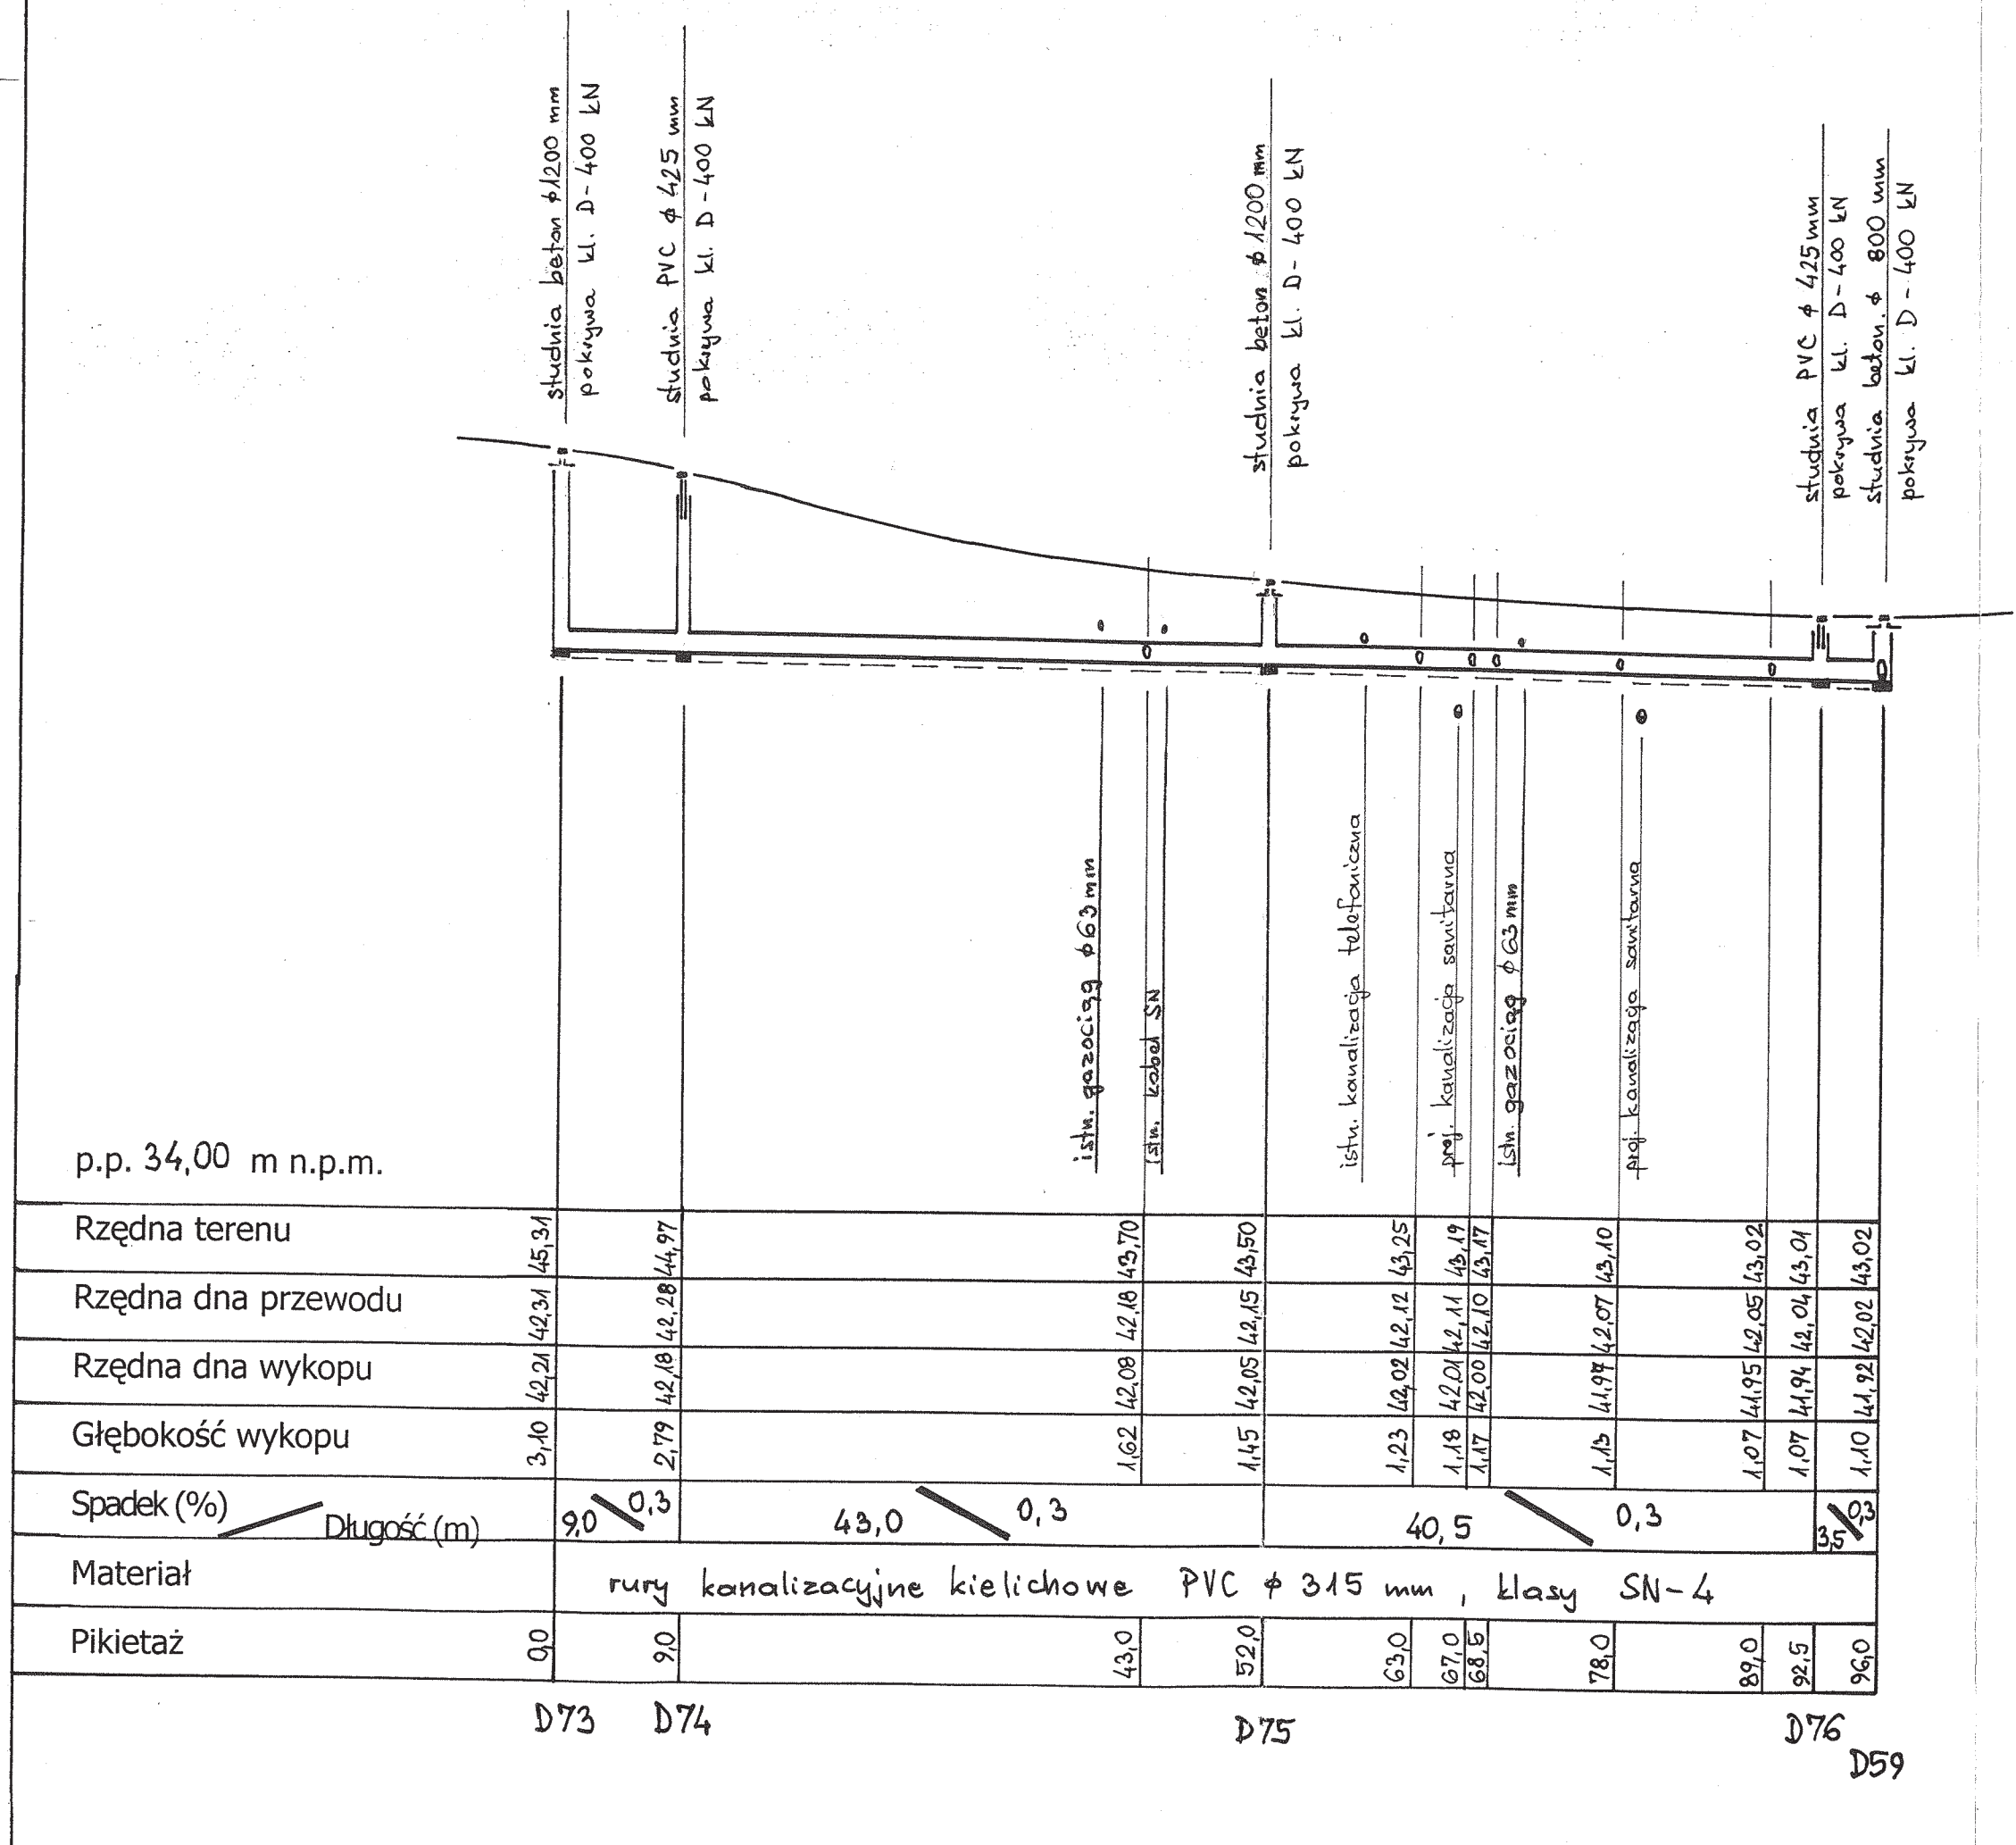 studnia beton φ1200 mm
pokrywa kl. D-400 kN
studnia PVC φ 425 mm
pokrywa kl. D-400 kN
studnia beton φ 1200 mm
pokrywa kl. D-400 kN
studnia PVC φ 425 mm
pokrywa kl. D-400 kN
studnia beton. φ 800 mm
pokrywa kl. D-400 kN
istn. gazociąg φ63 mm
istn. kabel SN
istn. kanalizacja telefoniczna
proj. kanalizacja sanitarna
istn. gazociąg φ63 mm
proj. kanalizacja sanitarna
p.p. 34,00 m n.p.m.
Rzędna terenu 45,31 44,97 43,70 43,50 43,25 43,19 43,17 43,10 43,02 43,01 43,02
Rzędna dna przewodu 42,31 42,28 42,18 42,15 42,12 42,11 42,10 42,07 42,05 42,04 42,02
Rzędna dna wykopu 42,21 42,18 42,08 42,05 42,02 42,01 42,00 41,97 41,95 41,94 41,92
Głębokość wykopu 3,10 2,79 1,62 1,45 1,23 1,18 1,17 1,13 1,07 1,07 1,10
Spadek (%) Długość (m) 9,0 0,3 43,0 0,3 40,5 0,3 3,5 0,3
Materiał rury kanalizacyjne kielichowe PVC φ 315 mm, klasy SN-4
Pikietaż 0,0 9,0 43,0 52,0 63,0 67,0 68,5 78,0 89,0 92,5 96,0
D73 D74 D75 D76
D59